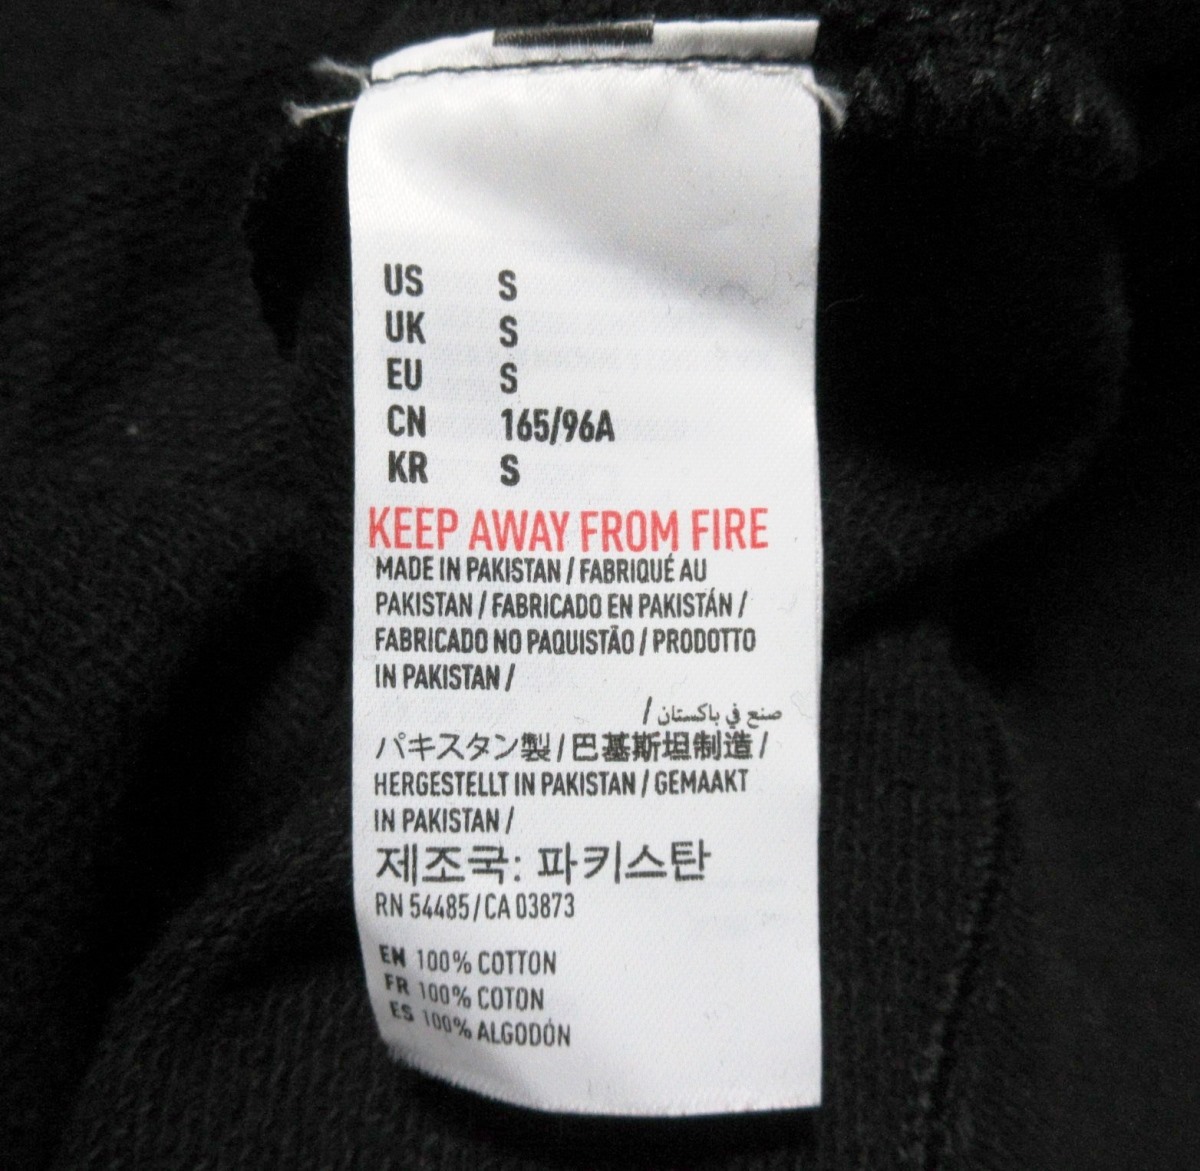 US S
UK S
EU S
CN 165/96A
KR S
KEEP AWAY FROM FIRE
MADE IN PAKISTAN / FABRIQUÉ AU
PAKISTAN / FABRICADO EN PAKISTÁN /
FABRICADO NO PAQUISTÃO / PRODOTTO
IN PAKISTAN /
صنع في باكستان /
パキスタン製 / 巴基斯坦制造 /
HERGESTELLT IN PAKISTAN / GEMAAKT
IN PAKISTAN /
제조국: 파키스탄
RN 54485 / CA 03873
EN 100% COTTON
FR 100% COTON
ES 100% ALGODÓN